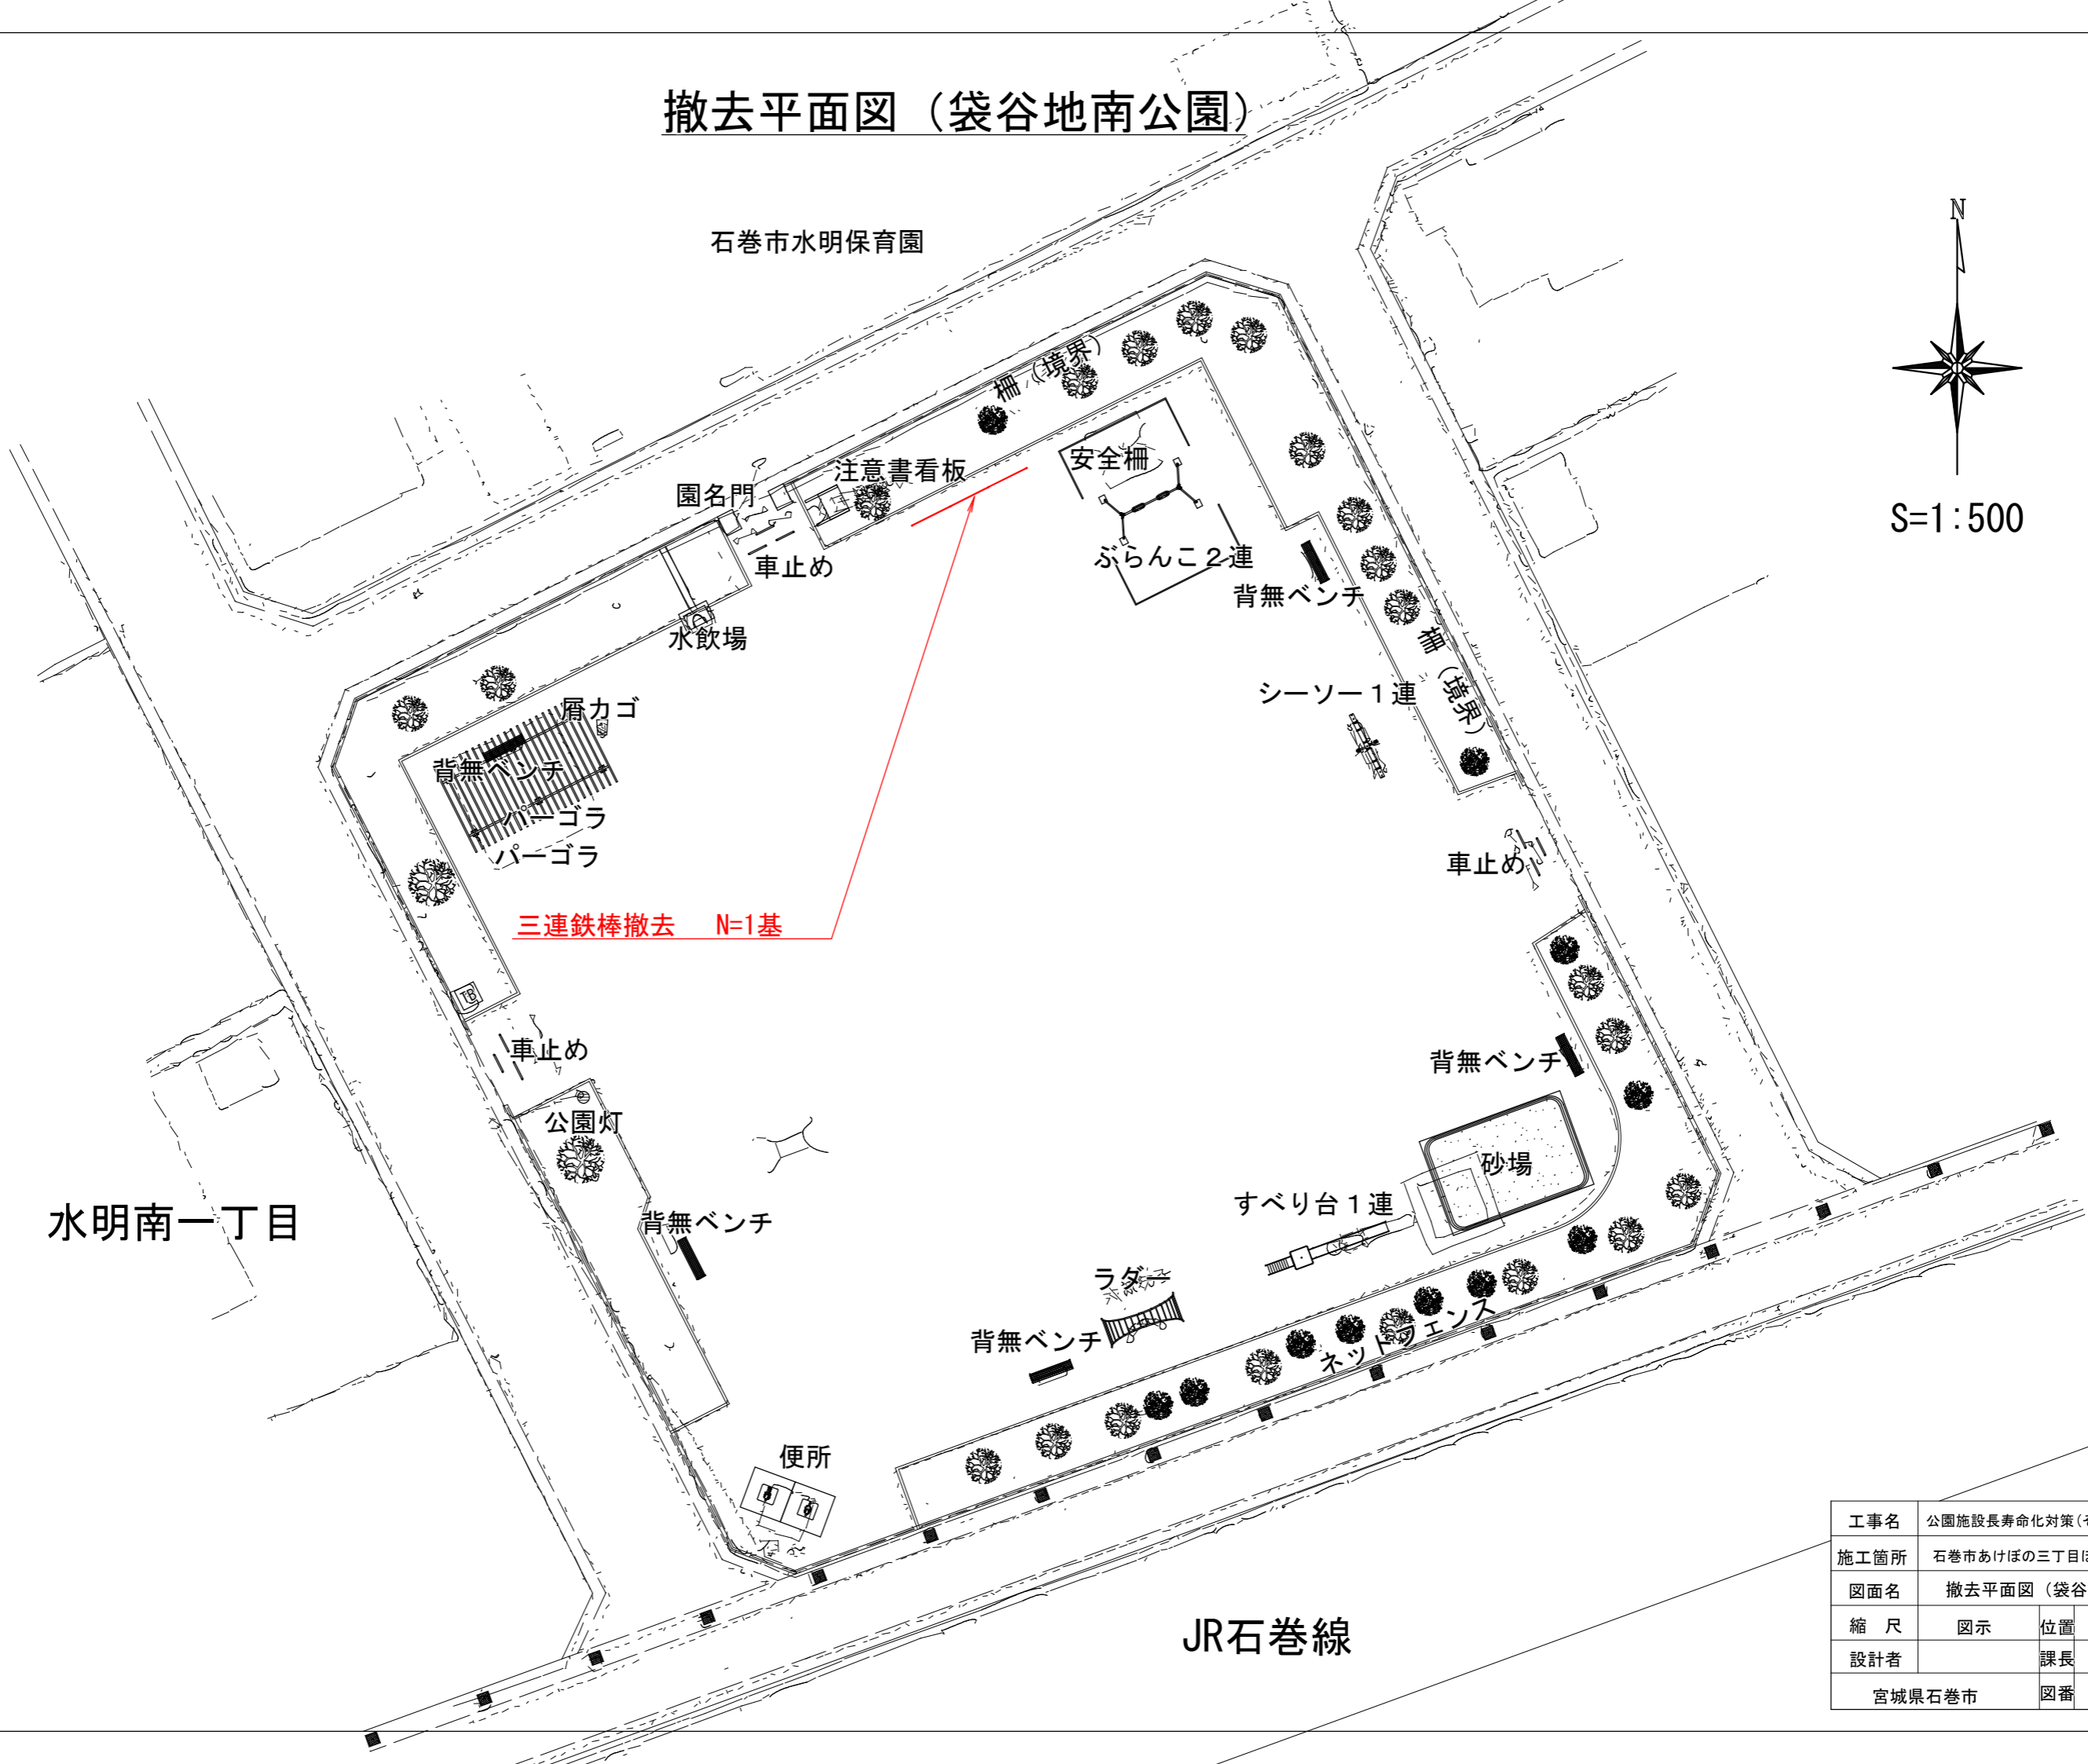 撤去平面図（袋谷地南公園）
石巻市水明保育園
N
S=1:500
柵（境界）
安全柵
注意書看板
園名門
ぶらんこ２連
車止め
背無ベンチ
水飲場
柵（境界）
シーソー１連
屑カゴ
背無ベンチ
パーゴラ
パーゴラ
車止め
三連鉄棒撤去 N=1基
TB
車止め
背無ベンチ
公園灯
砂場
すべり台１連
水明南一丁目
背無ベンチ
ラダー
背無ベンチ
ネットフェンス
便所
JR石巻線
工事名 公園施設長寿命化対策(そ
施工箇所 石巻市あけぼの三丁目ほ
図面名 撤去平面図（袋谷
縮 尺 図示 位置
設計者 課長
宮城県石巻市 図番